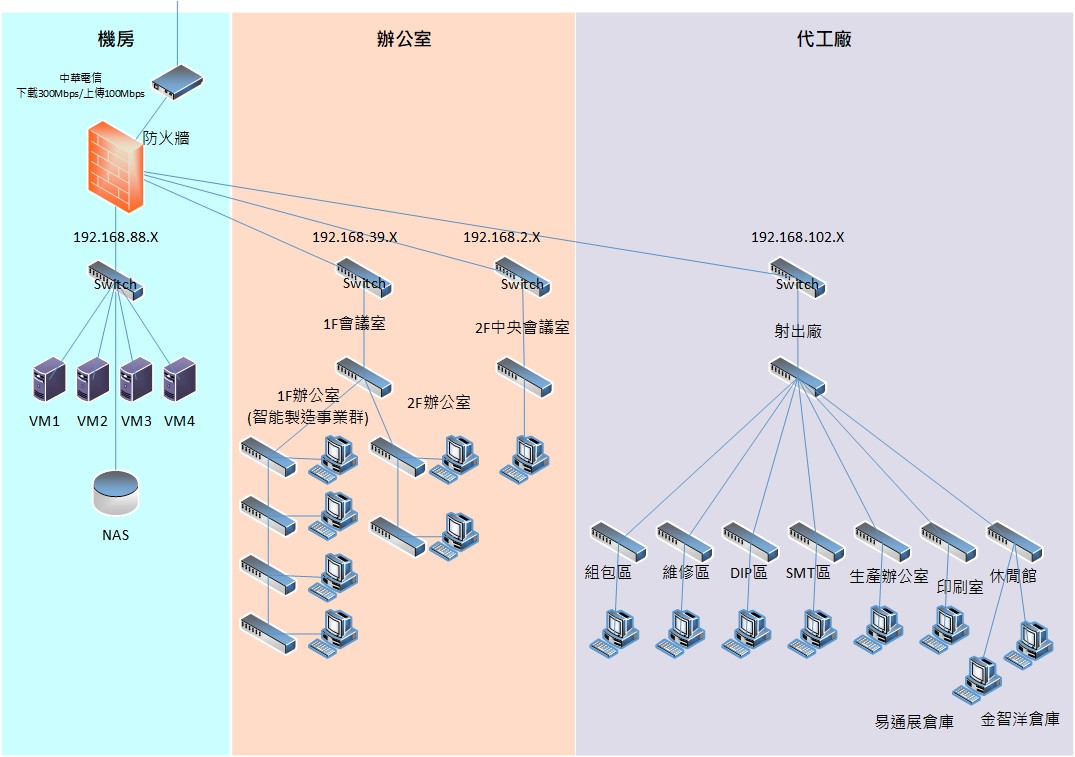 機房
辦公室
代工廠
中華電信
下載300Mbps/上傳100Mbps
防火牆
192.168.88.X
192.168.39.X
192.168.2.X
192.168.102.X
Switch
Switch
Switch
Switch
1F會議室
2F中央會議室
射出廠
VM1
VM2
VM3
VM4
1F辦公室
(智能製造事業群)
2F辦公室
NAS
組包區
維修區
DIP區
SMT區
生產辦公室
印刷室
休閒館
易通展倉庫
金智洋倉庫